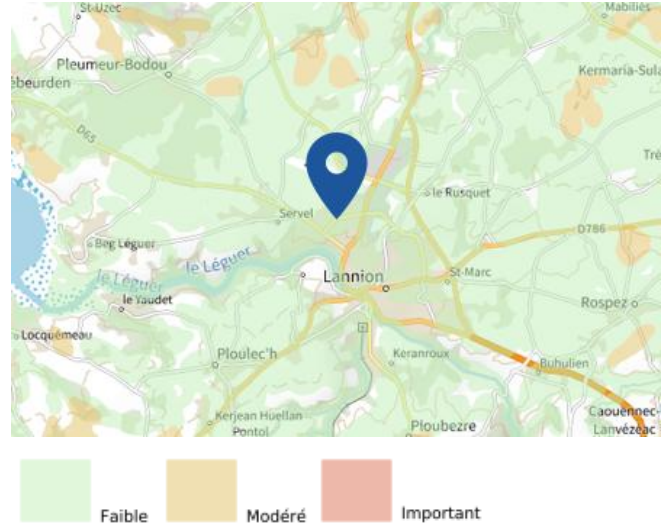 St-Uzec
Mabiliès
Pleumeur-Bodou
ébeurden
Kermaria-Sula
D65
Tré
le Rusquet
Servel
D786
Beg Léguer
le Léguer
le Léguer
Lannion
St-Marc
le Yaudet
Rospez
Locquémeau
Ploulec'h
Keranroux
Buhulien
Kerjean Huellan
Caouennec-
Pontol
Ploubezre
Lanvézéac
Faible
Modéré
Important